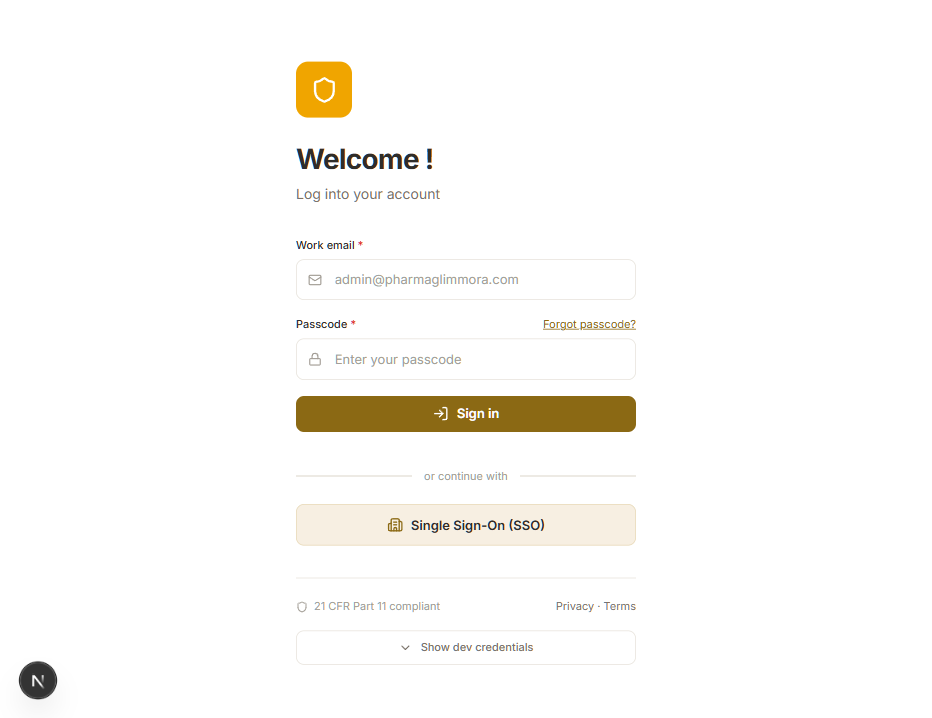 Welcome !
Log into your account
Work email *
admin@pharmaglimmora.com
Passcode * Forgot passcode?
Enter your passcode
Sign in
or continue with
Single Sign-On (SSO)
21 CFR Part 11 compliant Privacy · Terms
Show dev credentials
N